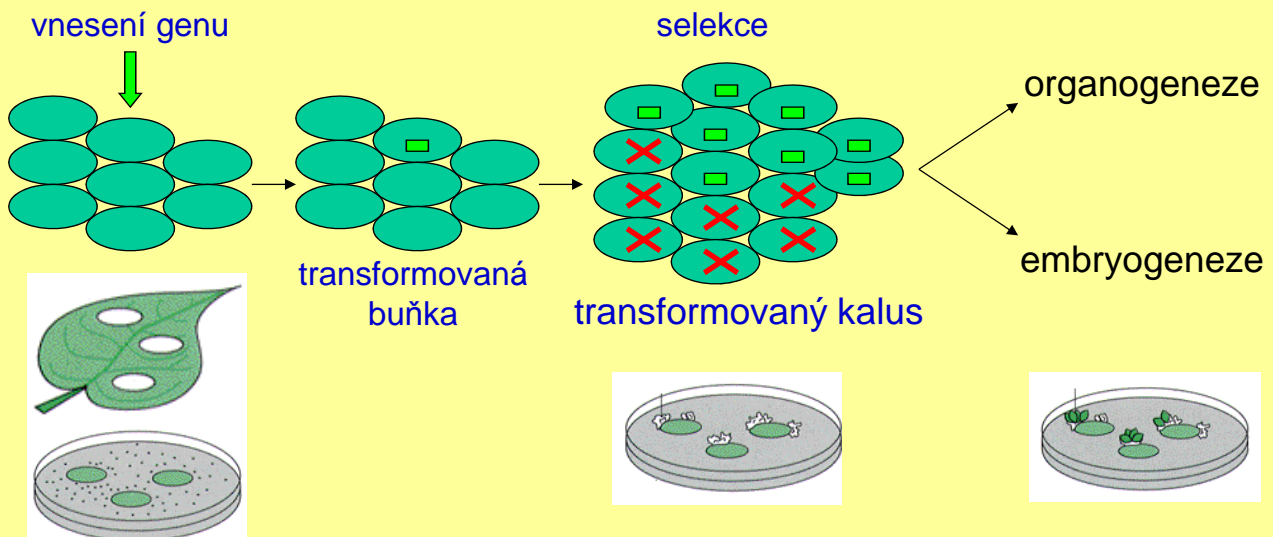 vnesení genu
selekce
organogeneze
embryogeneze
transformovaná
buňka
transformovaný kalus